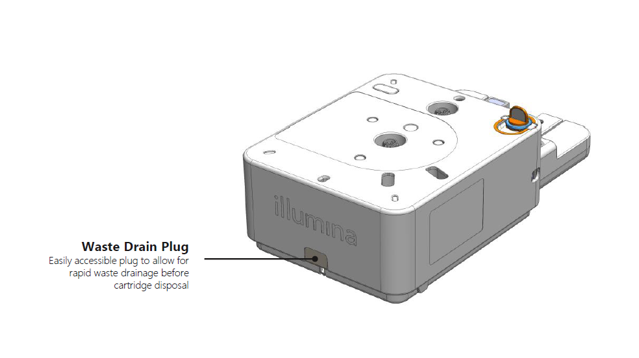 illumina
Waste Drain Plug
Easily accessible plug to allow for
rapid waste drainage before
cartridge disposal